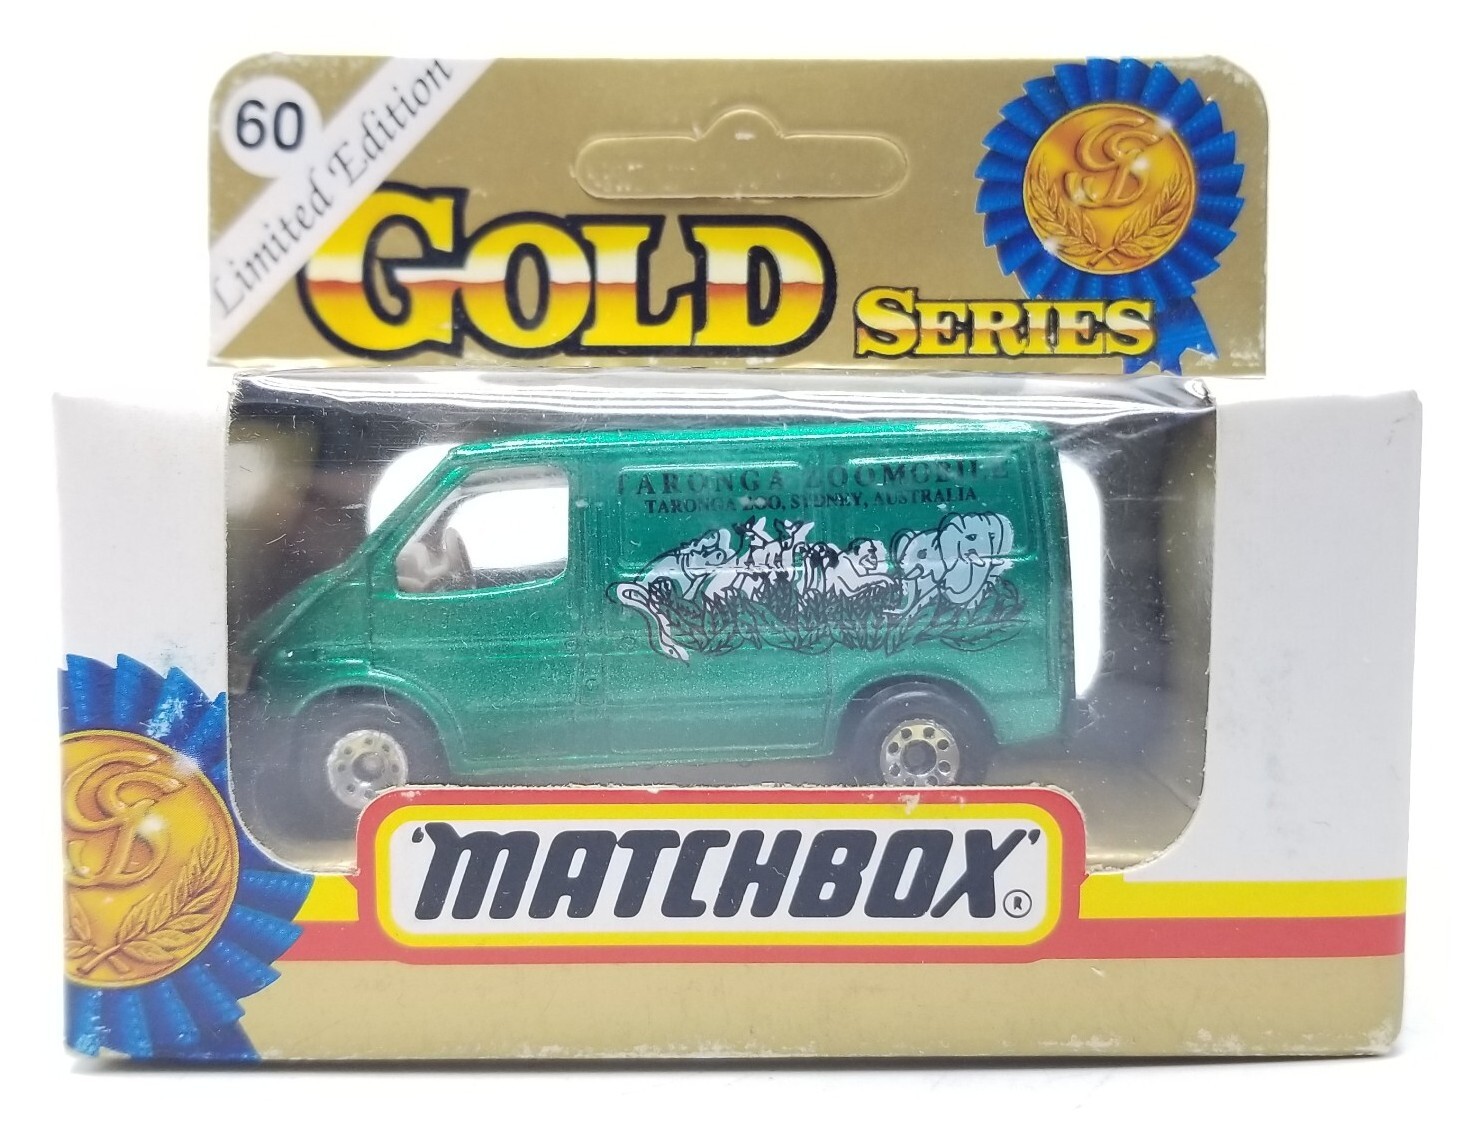 60
Limited Edition
GOLD
SERIES
TARONGA ZOOMOBILE
TARONGA ZOO, SYDNEY, AUSTRALIA
'MATCHBOX'®